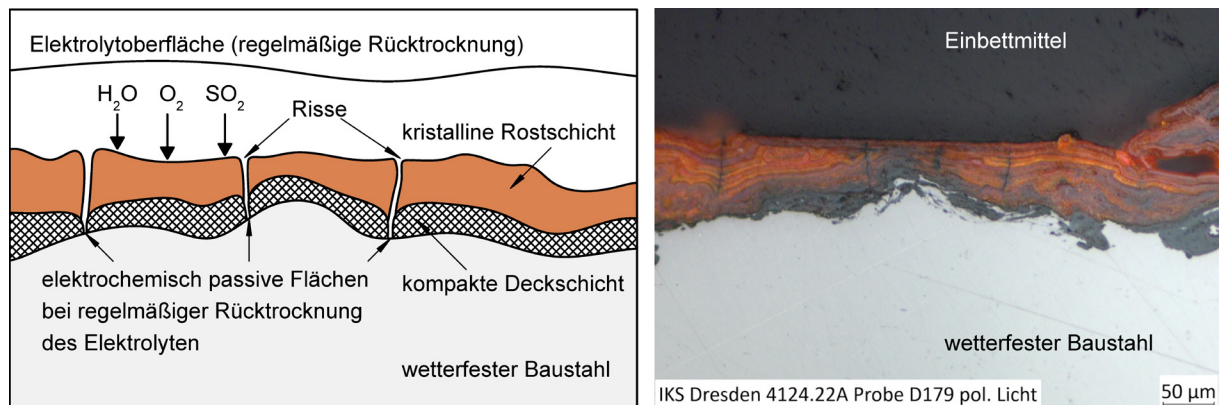 Elektrolytoberfläche (regelmäßige Rücktrocknung)
H₂O O₂ SO₂
Risse
kristalline Rostschicht
elektrochemisch passive Flächen
bei regelmäßiger Rücktrocknung
des Elektrolyten
kompakte Deckschicht
wetterfester Baustahl
Einbettmittel
wetterfester Baustahl
IKS Dresden 4124.22A Probe D179 pol. Licht
50 µm